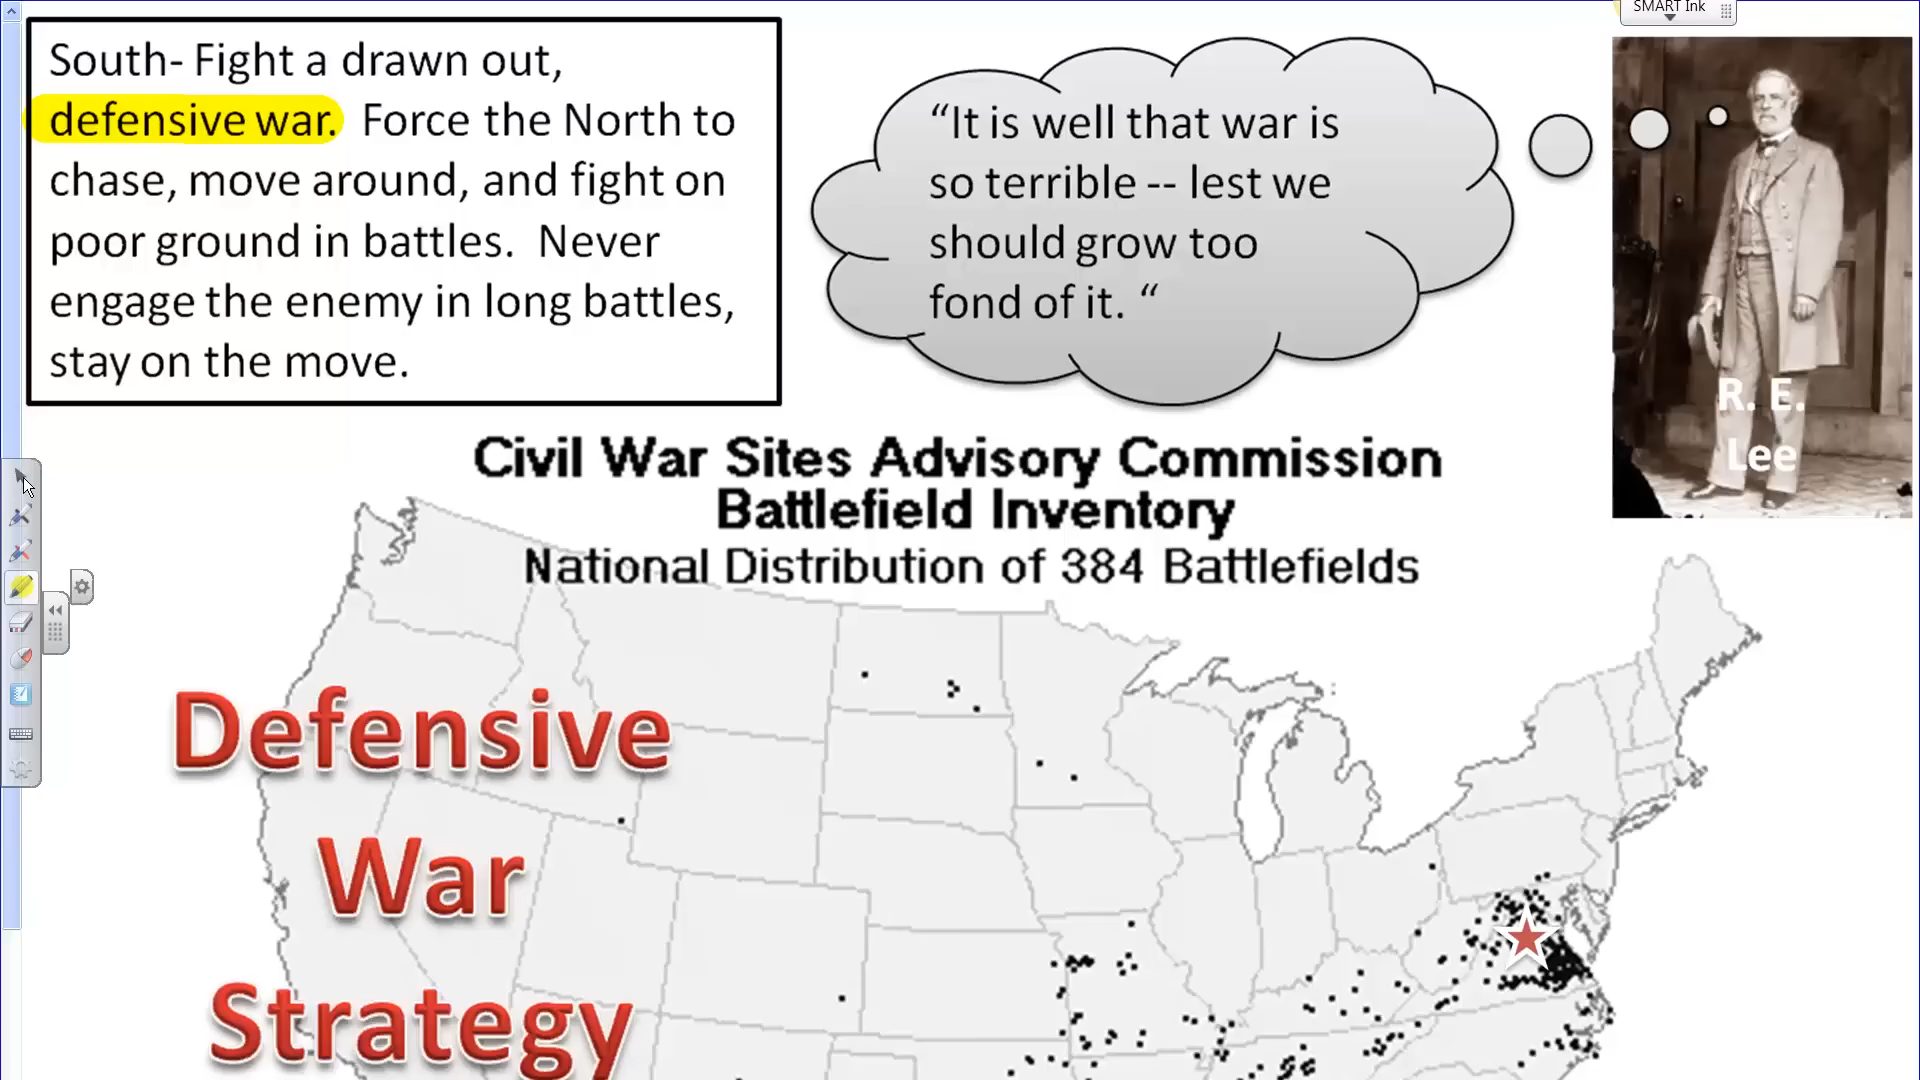 SMART Ink
South- Fight a drawn out,
defensive war.  Force the North to
chase, move around, and fight on
poor ground in battles.  Never
engage the enemy in long battles,
stay on the move.
“It is well that war is
so terrible -- lest we
should grow too
fond of it. “
R. E.
Lee
Civil War Sites Advisory Commission
Battlefield Inventory
National Distribution of 384 Battlefields
Defensive
War
Strategy